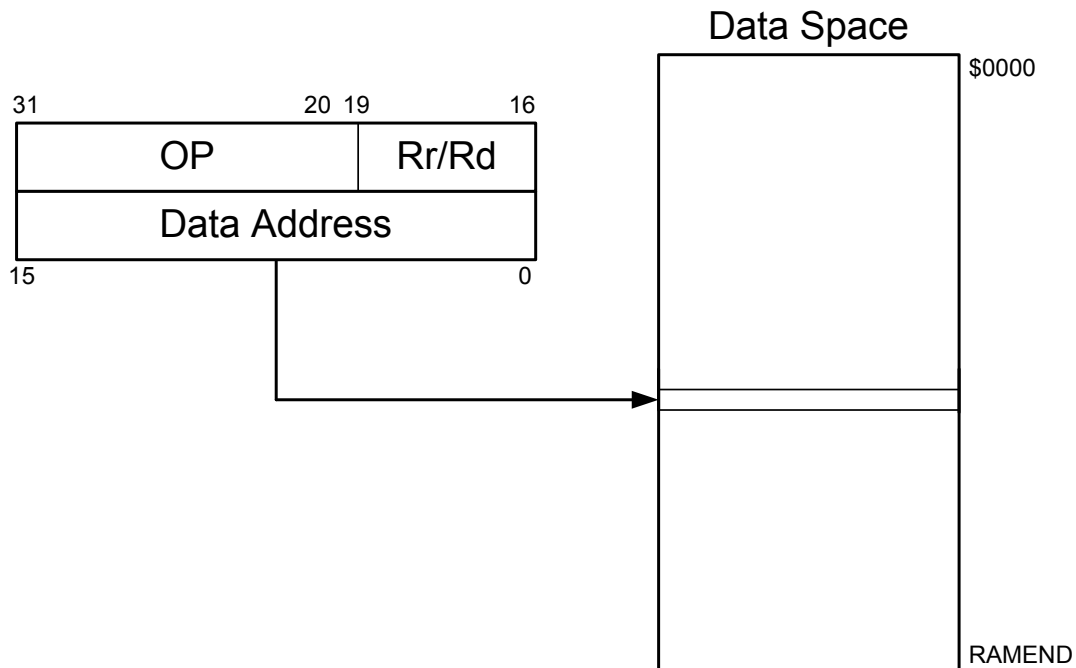 Data Space
$0000
31 20 19 16
OP Rr/Rd
Data Address
15 0
RAMEND